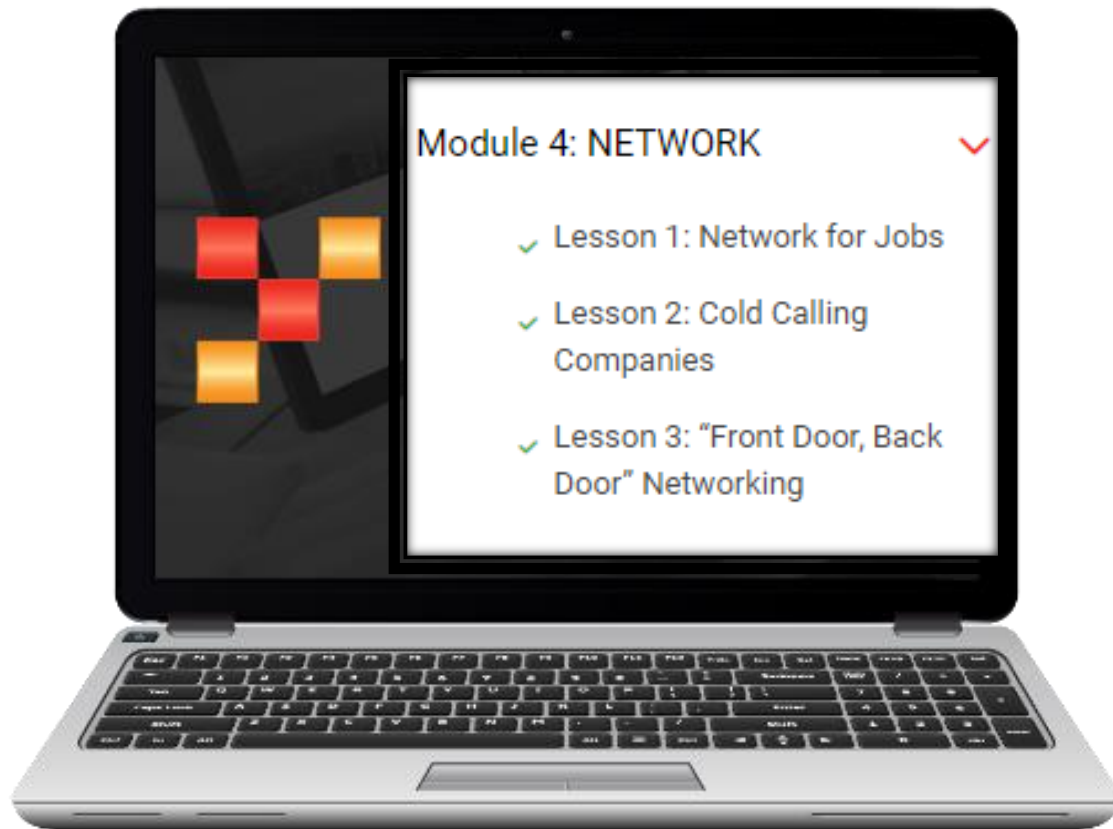 Module 4: NETWORK
Lesson 1: Network for Jobs
Lesson 2: Cold Calling
Companies
Lesson 3: “Front Door, Back
Door” Networking